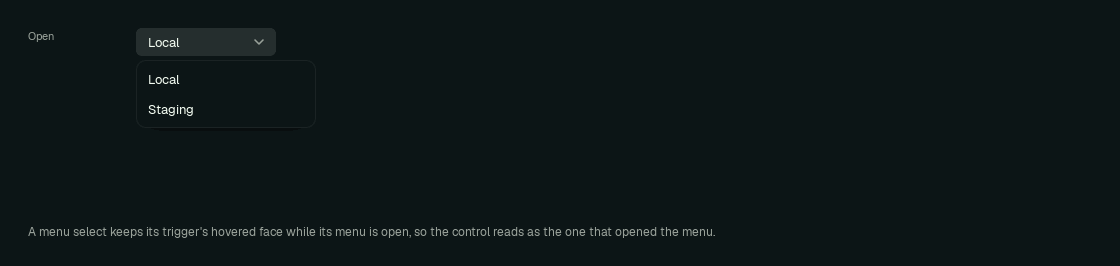 Open
Local
Local
Staging
A menu select keeps its trigger's hovered face while its menu is open, so the control reads as the one that opened the menu.